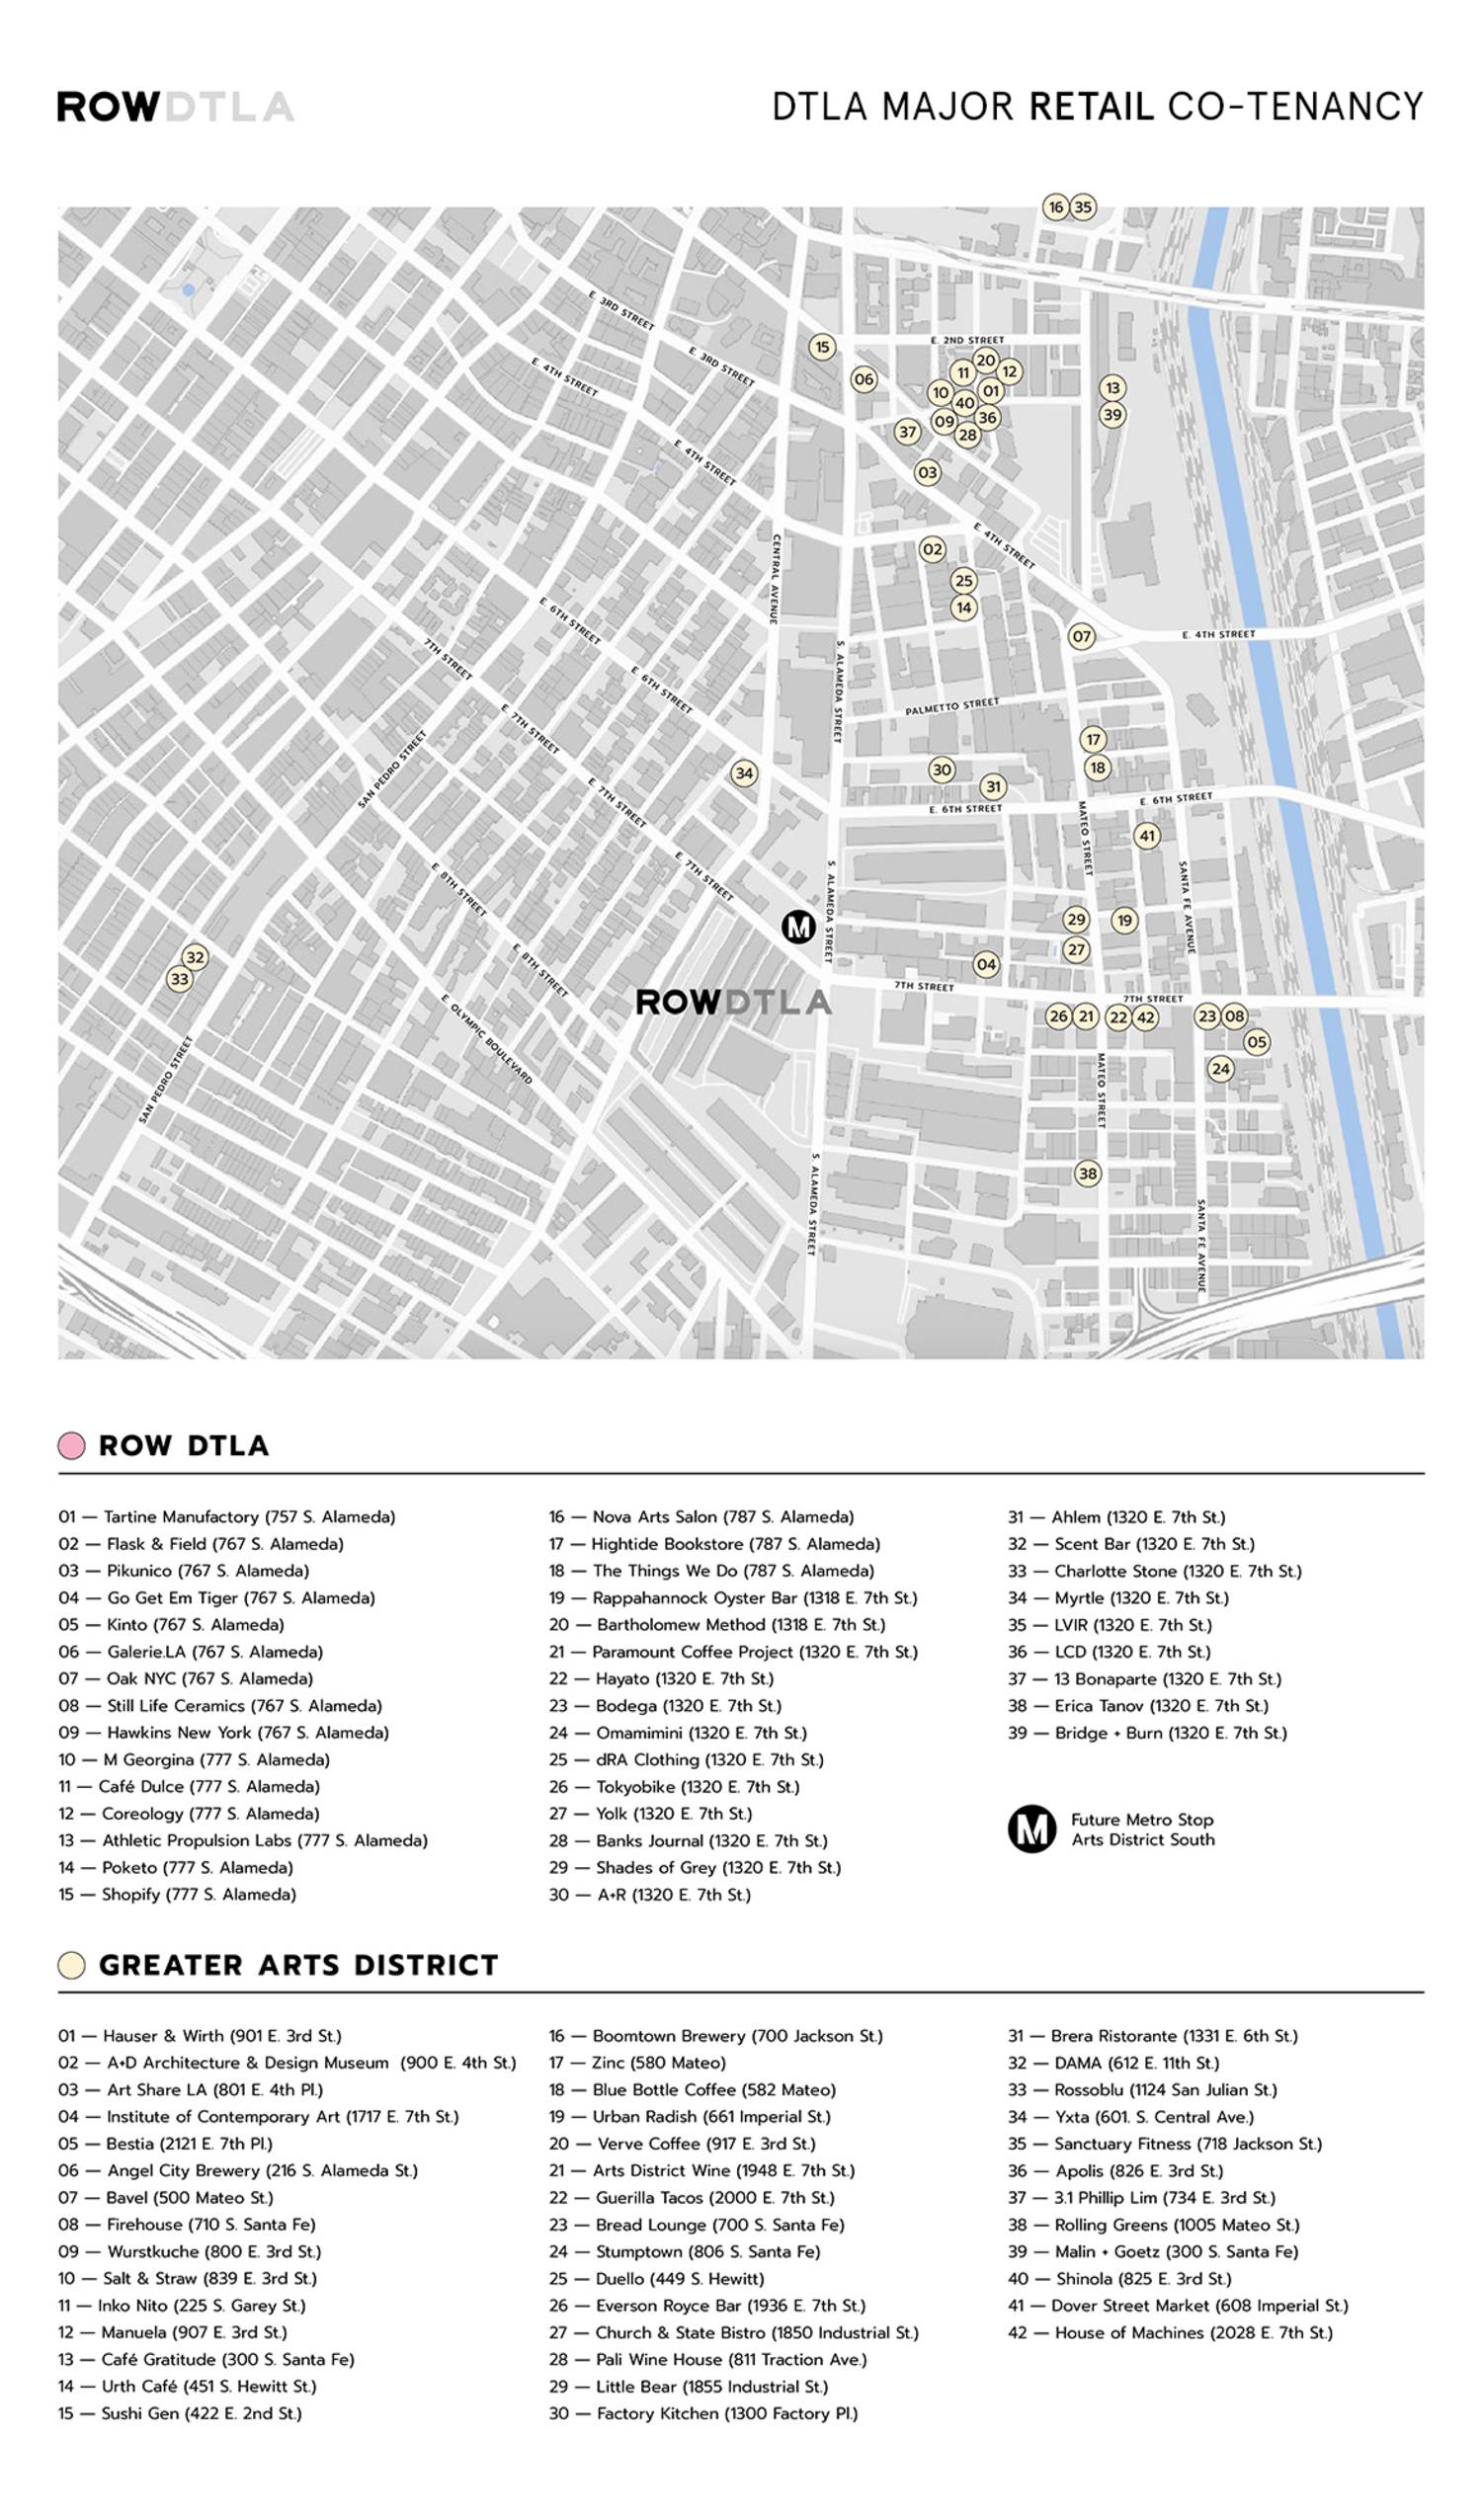 ROWDTLA
DTLA MAJOR RETAIL CO-TENANCY
16 35
E. 3RD STREET
E. 2ND STREET
15
E. 3RD STREET
20
E. 4TH STREET
06
11
12
10
01
13
40
39
09
36
37
28
E. 4TH STREET
03
E. 4TH STREET
CENTRAL AVENUE
02
25
14
E. 6TH STREET
07
E. 4TH STREET
7TH STREET
S. ALAMEDA STREET
E. 6TH STREET
PALMETTO STREET
E. 7TH STREET
SAN PEDRO STREET
17
34
30
18
31
E. 7TH STREET
E. 6TH STREET
E. 6TH STREET
MATEO STREET
41
E. 7TH STREET
E. 8TH STREET
S. ALAMEDA STREET
SANTA FE AVENUE
M
29
19
32
33
E. 8TH STREET
27
04
7TH STREET
ROWDTLA
7TH STREET
E. OLYMPIC BOULEVARD
26 21 22 42 23 08
05
24
SAN PEDRO STREET
MATEO STREET
38
S. ALAMEDA STREET
SANTA FE AVENUE
ROW DTLA
01 — Tartine Manufactory (757 S. Alameda)
02 — Flask & Field (767 S. Alameda)
03 — Pikunico (767 S. Alameda)
04 — Go Get Em Tiger (767 S. Alameda)
05 — Kinto (767 S. Alameda)
06 — Galerie.LA (767 S. Alameda)
07 — Oak NYC (767 S. Alameda)
08 — Still Life Ceramics (767 S. Alameda)
09 — Hawkins New York (767 S. Alameda)
10 — M Georgina (777 S. Alameda)
11 — Café Dulce (777 S. Alameda)
12 — Coreology (777 S. Alameda)
13 — Athletic Propulsion Labs (777 S. Alameda)
14 — Poketo (777 S. Alameda)
15 — Shopify (777 S. Alameda)
16 — Nova Arts Salon (787 S. Alameda)
17 — Hightide Bookstore (787 S. Alameda)
18 — The Things We Do (787 S. Alameda)
19 — Rappahannock Oyster Bar (1318 E. 7th St.)
20 — Bartholomew Method (1318 E. 7th St.)
21 — Paramount Coffee Project (1320 E. 7th St.)
22 — Hayato (1320 E. 7th St.)
23 — Bodega (1320 E. 7th St.)
24 — Omamimini (1320 E. 7th St.)
25 — dRA Clothing (1320 E. 7th St.)
26 — Tokyobike (1320 E. 7th St.)
27 — Yolk (1320 E. 7th St.)
28 — Banks Journal (1320 E. 7th St.)
29 — Shades of Grey (1320 E. 7th St.)
30 — A+R (1320 E. 7th St.)
31 — Ahlem (1320 E. 7th St.)
32 — Scent Bar (1320 E. 7th St.)
33 — Charlotte Stone (1320 E. 7th St.)
34 — Myrtle (1320 E. 7th St.)
35 — LVIR (1320 E. 7th St.)
36 — LCD (1320 E. 7th St.)
37 — 13 Bonaparte (1320 E. 7th St.)
38 — Erica Tanov (1320 E. 7th St.)
39 — Bridge + Burn (1320 E. 7th St.)
M
Future Metro Stop
Arts District South
GREATER ARTS DISTRICT
01 — Hauser & Wirth (901 E. 3rd St.)
02 — A+D Architecture & Design Museum (900 E. 4th St.)
03 — Art Share LA (801 E. 4th Pl.)
04 — Institute of Contemporary Art (1717 E. 7th St.)
05 — Bestia (2121 E. 7th Pl.)
06 — Angel City Brewery (216 S. Alameda St.)
07 — Bavel (500 Mateo St.)
08 — Firehouse (710 S. Santa Fe)
09 — Wurstkuche (800 E. 3rd St.)
10 — Salt & Straw (839 E. 3rd St.)
11 — Inko Nito (225 S. Garey St.)
12 — Manuela (907 E. 3rd St.)
13 — Café Gratitude (300 S. Santa Fe)
14 — Urth Café (451 S. Hewitt St.)
15 — Sushi Gen (422 E. 2nd St.)
16 — Boomtown Brewery (700 Jackson St.)
17 — Zinc (580 Mateo)
18 — Blue Bottle Coffee (582 Mateo)
19 — Urban Radish (661 Imperial St.)
20 — Verve Coffee (917 E. 3rd St.)
21 — Arts District Wine (1948 E. 7th St.)
22 — Guerilla Tacos (2000 E. 7th St.)
23 — Bread Lounge (700 S. Santa Fe)
24 — Stumptown (806 S. Santa Fe)
25 — Duello (449 S. Hewitt)
26 — Everson Royce Bar (1936 E. 7th St.)
27 — Church & State Bistro (1850 Industrial St.)
28 — Pali Wine House (811 Traction Ave.)
29 — Little Bear (1855 Industrial St.)
30 — Factory Kitchen (1300 Factory Pl.)
31 — Brera Ristorante (1331 E. 6th St.)
32 — DAMA (612 E. 11th St.)
33 — Rossoblu (1124 San Julian St.)
34 — Yxta (601. S. Central Ave.)
35 — Sanctuary Fitness (718 Jackson St.)
36 — Apolis (826 E. 3rd St.)
37 — 3.1 Phillip Lim (734 E. 3rd St.)
38 — Rolling Greens (1005 Mateo St.)
39 — Malin + Goetz (300 S. Santa Fe)
40 — Shinola (825 E. 3rd St.)
41 — Dover Street Market (608 Imperial St.)
42 — House of Machines (2028 E. 7th St.)